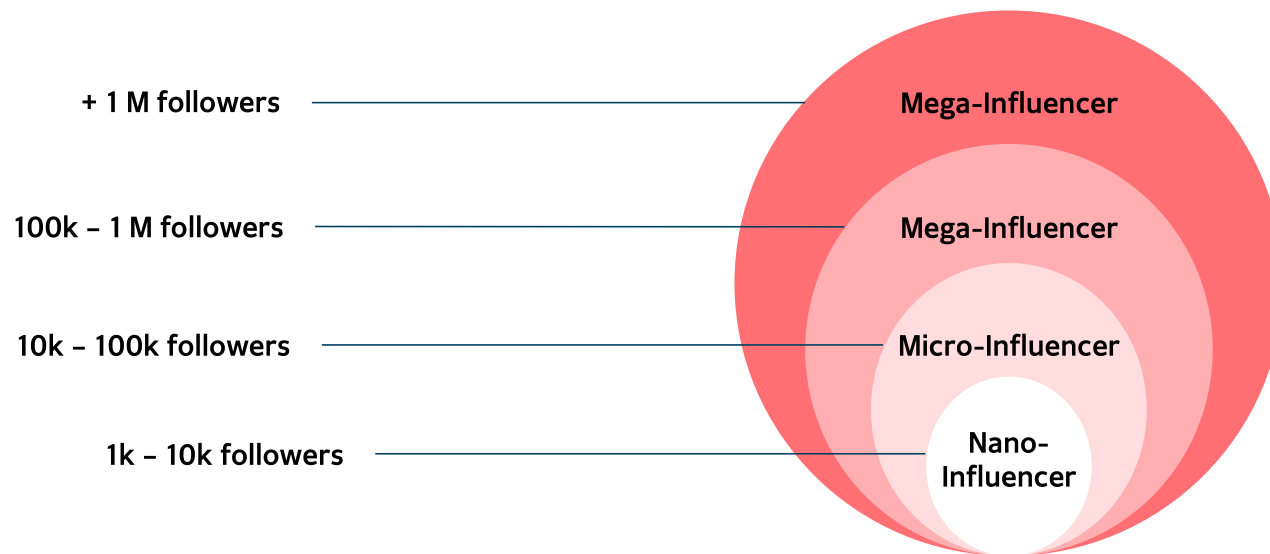 + 1 M followers
Mega-Influencer
100k – 1 M followers
Mega-Influencer
10k – 100k followers
Micro-Influencer
1k – 10k followers
Nano-
Influencer